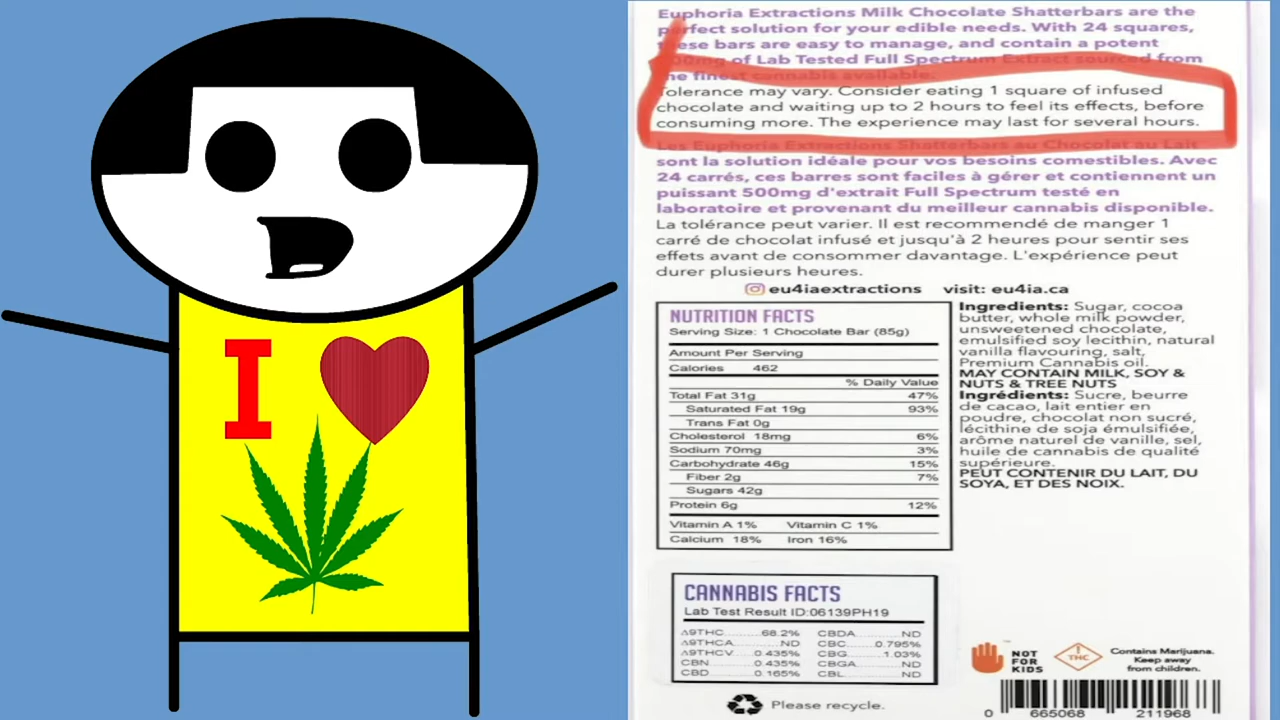 I
Euphoria Extractions Milk Chocolate Shatterbars are the
perfect solution for your edible needs. With 24 squares,
these bars are easy to manage, and contain a potent
500mg of Lab Tested Full Spectrum Extract sourced from
the finest cannabis available.
Tolerance may vary. Consider eating 1 square of infused
chocolate and waiting up to 2 hours to feel its effects, before
consuming more. The experience may last for several hours.
Les Euphoria Extractions Shatterbars au Chocolat au Lait
sont la solution idéale pour vos besoins comestibles. Avec
24 carrés, ces barres sont faciles à gérer et contiennent un
puissant 500mg d'extrait Full Spectrum testé en
laboratoire et provenant du meilleur cannabis disponible.
La tolérance peut varier. Il est recommendé de manger 1
carré de chocolat infusé et jusqu'à 2 heures pour sentir ses
effets avant de consommer davantage. L'expérience peut
durer plusieurs heures.
eu4iaextractions visit: eu4ia.ca
NUTRITION FACTS
Serving Size: 1 Chocolate Bar (85g)
Amount Per Serving
Calories 462
% Daily Value
Total Fat 31g 47%
Saturated Fat 19g 93%
Trans Fat 0g
Cholesterol 18mg 6%
Sodium 70mg 3%
Carbohydrate 46g 15%
Fiber 2g 7%
Sugars 42g
Protein 6g 12%
Vitamin A 1% Vitamin C 1%
Calcium 18% Iron 16%
Ingredients: Sugar, cocoa
butter, whole milk powder,
unsweetened chocolate,
emulsified soy lecithin, natural
vanilla flavouring, salt,
Premium Cannabis oil.
MAY CONTAIN MILK, SOY &
NUTS & TREE NUTS
Ingrédients: Sucre, beurre
de cacao, lait entier en
poudre, chocolat non sucré,
lécithine de soja émulsifiée,
arôme naturel de vanille, sel,
huile de cannabis de qualité
supérieure.
PEUT CONTENIR DU LAIT, DU
SOYA, ET DES NOIX.
CANNABIS FACTS
Lab Test Result ID:06139PH19
Δ9THC.......68.2% CBDA.......ND
Δ9THCA.......ND CBC.......0.795%
Δ9THCV.......0.435% CBG.......1.03%
CBN.......0.435% CBGA.......ND
CBD.......0.165% CBL.......ND
Please recycle.
NOT
FOR
KIDS
!
THC
Contains Marijuana.
Keep away
from children.
0 665068 211968